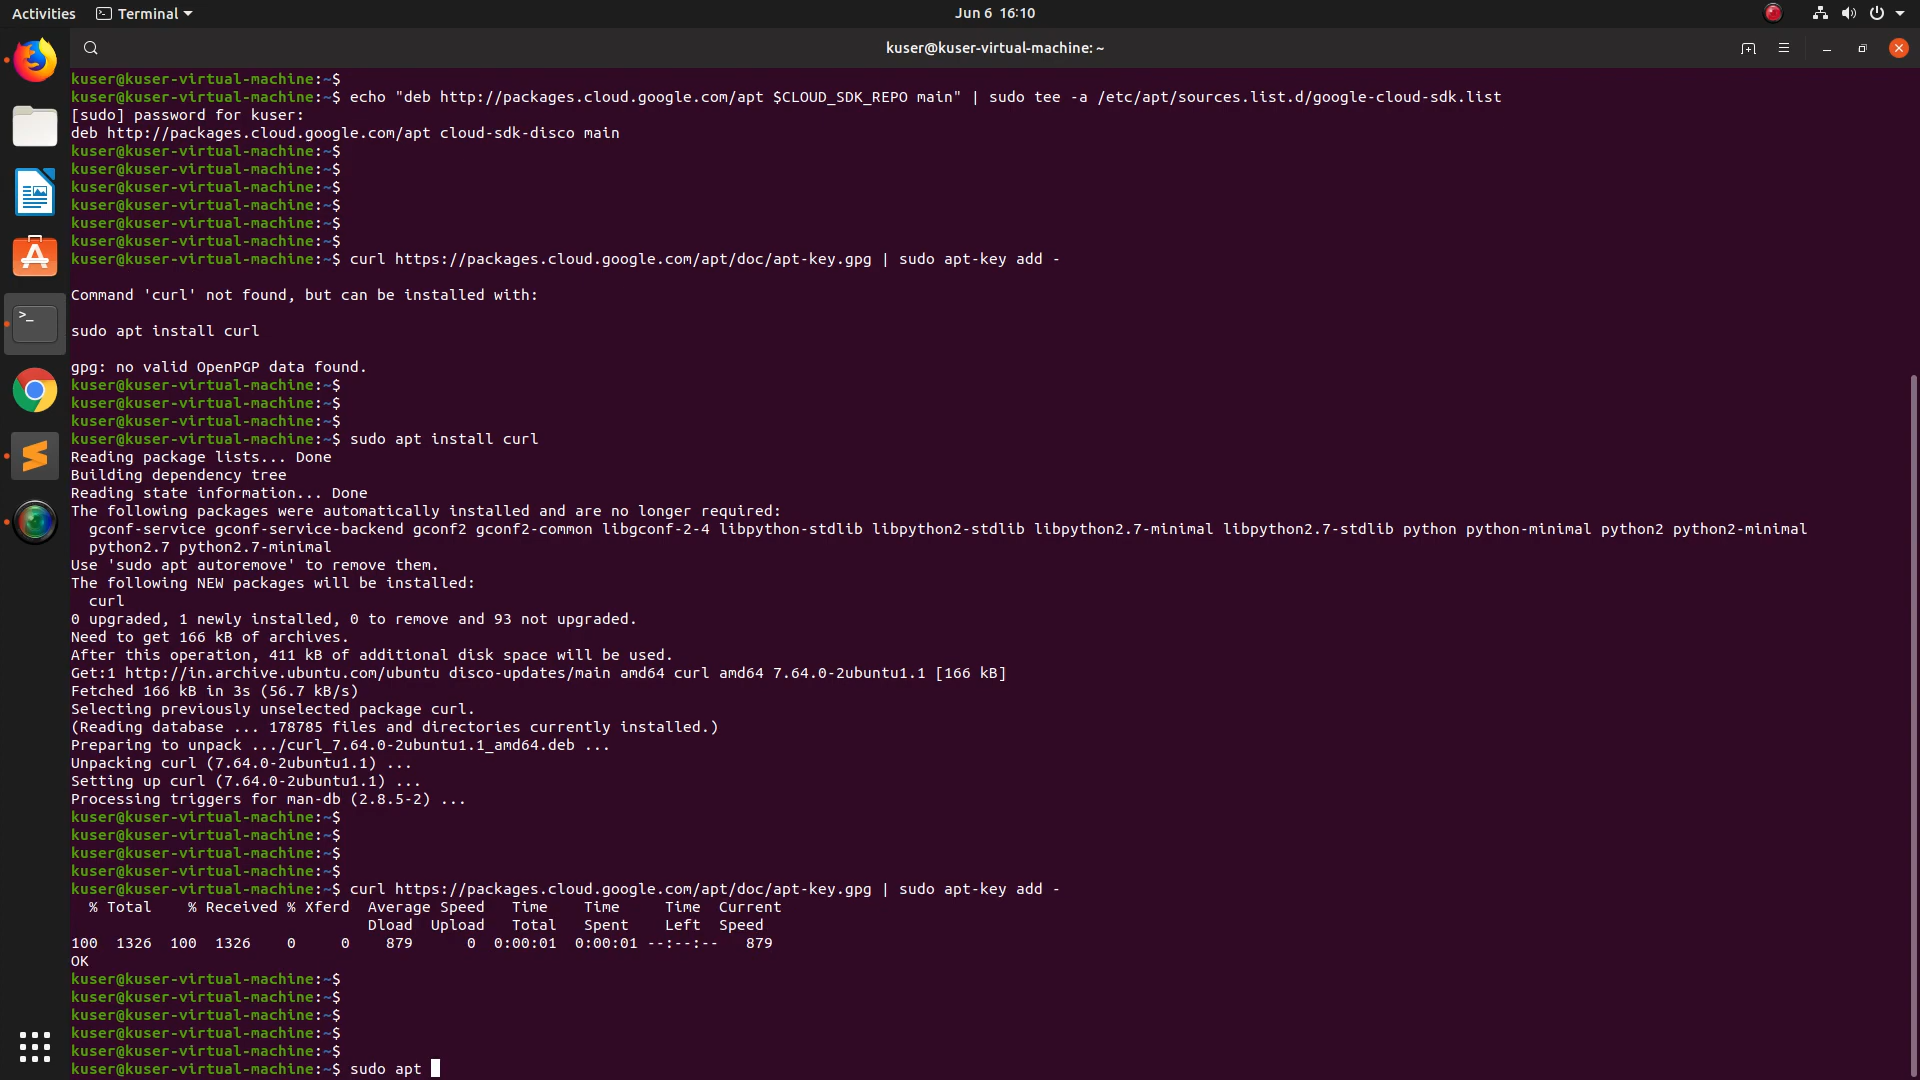 Activities
Terminal
Jun 6 16:10
kuser@kuser-virtual-machine: ~
kuser@kuser-virtual-machine:~$
kuser@kuser-virtual-machine:~$ echo "deb http://packages.cloud.google.com/apt $CLOUD_SDK_REPO main" | sudo tee -a /etc/apt/sources.list.d/google-cloud-sdk.list
[sudo] password for kuser:
deb http://packages.cloud.google.com/apt cloud-sdk-disco main
kuser@kuser-virtual-machine:~$
kuser@kuser-virtual-machine:~$
kuser@kuser-virtual-machine:~$
kuser@kuser-virtual-machine:~$
kuser@kuser-virtual-machine:~$
kuser@kuser-virtual-machine:~$
kuser@kuser-virtual-machine:~$ curl https://packages.cloud.google.com/apt/doc/apt-key.gpg | sudo apt-key add -
Command 'curl' not found, but can be installed with:
sudo apt install curl
gpg: no valid OpenPGP data found.
kuser@kuser-virtual-machine:~$
kuser@kuser-virtual-machine:~$
kuser@kuser-virtual-machine:~$
kuser@kuser-virtual-machine:~$ sudo apt install curl
Reading package lists... Done
Building dependency tree
Reading state information... Done
The following packages were automatically installed and are no longer required:
  gconf-service gconf-service-backend gconf2 gconf2-common libgconf-2-4 libpython-stdlib libpython2-stdlib libpython2.7-minimal libpython2.7-stdlib python python-minimal python2 python2-minimal
  python2.7 python2.7-minimal
Use 'sudo apt autoremove' to remove them.
The following NEW packages will be installed:
  curl
0 upgraded, 1 newly installed, 0 to remove and 93 not upgraded.
Need to get 166 kB of archives.
After this operation, 411 kB of additional disk space will be used.
Get:1 http://in.archive.ubuntu.com/ubuntu disco-updates/main amd64 curl amd64 7.64.0-2ubuntu1.1 [166 kB]
Fetched 166 kB in 3s (56.7 kB/s)
Selecting previously unselected package curl.
(Reading database ... 178785 files and directories currently installed.)
Preparing to unpack .../curl_7.64.0-2ubuntu1.1_amd64.deb ...
Unpacking curl (7.64.0-2ubuntu1.1) ...
Setting up curl (7.64.0-2ubuntu1.1) ...
Processing triggers for man-db (2.8.5-2) ...
kuser@kuser-virtual-machine:~$
kuser@kuser-virtual-machine:~$
kuser@kuser-virtual-machine:~$
kuser@kuser-virtual-machine:~$
kuser@kuser-virtual-machine:~$ curl https://packages.cloud.google.com/apt/doc/apt-key.gpg | sudo apt-key add -
  % Total    % Received % Xferd  Average Speed   Time    Time     Time  Current
                                 Dload  Upload   Total   Spent    Left  Speed
100  1326  100  1326    0     0    879      0  0:00:01  0:00:01 --:--:--   879
OK
kuser@kuser-virtual-machine:~$
kuser@kuser-virtual-machine:~$
kuser@kuser-virtual-machine:~$
kuser@kuser-virtual-machine:~$
kuser@kuser-virtual-machine:~$
kuser@kuser-virtual-machine:~$ sudo apt